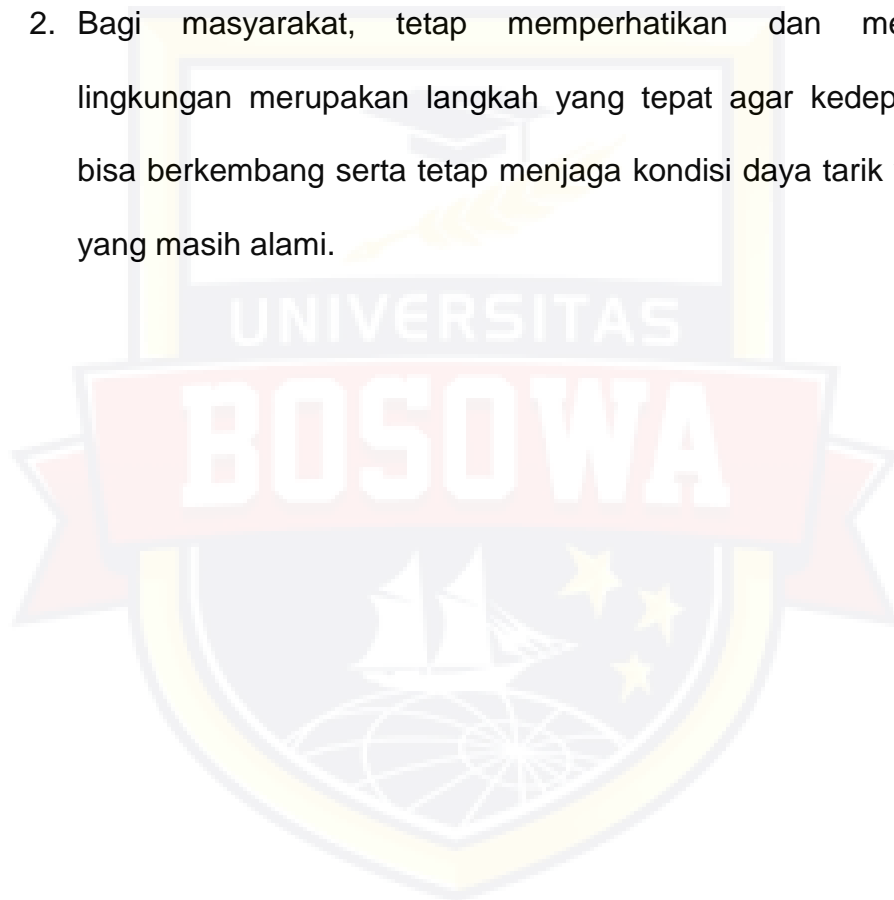 2. Bagi masyarakat, tetap memperhatikan dan
lingkungan merupakan langkah yang tepat agar
bisa berkembang serta tetap menjaga kondisi daya tarik
yang masih alami.
UNIVERSITAS
BOSOWA